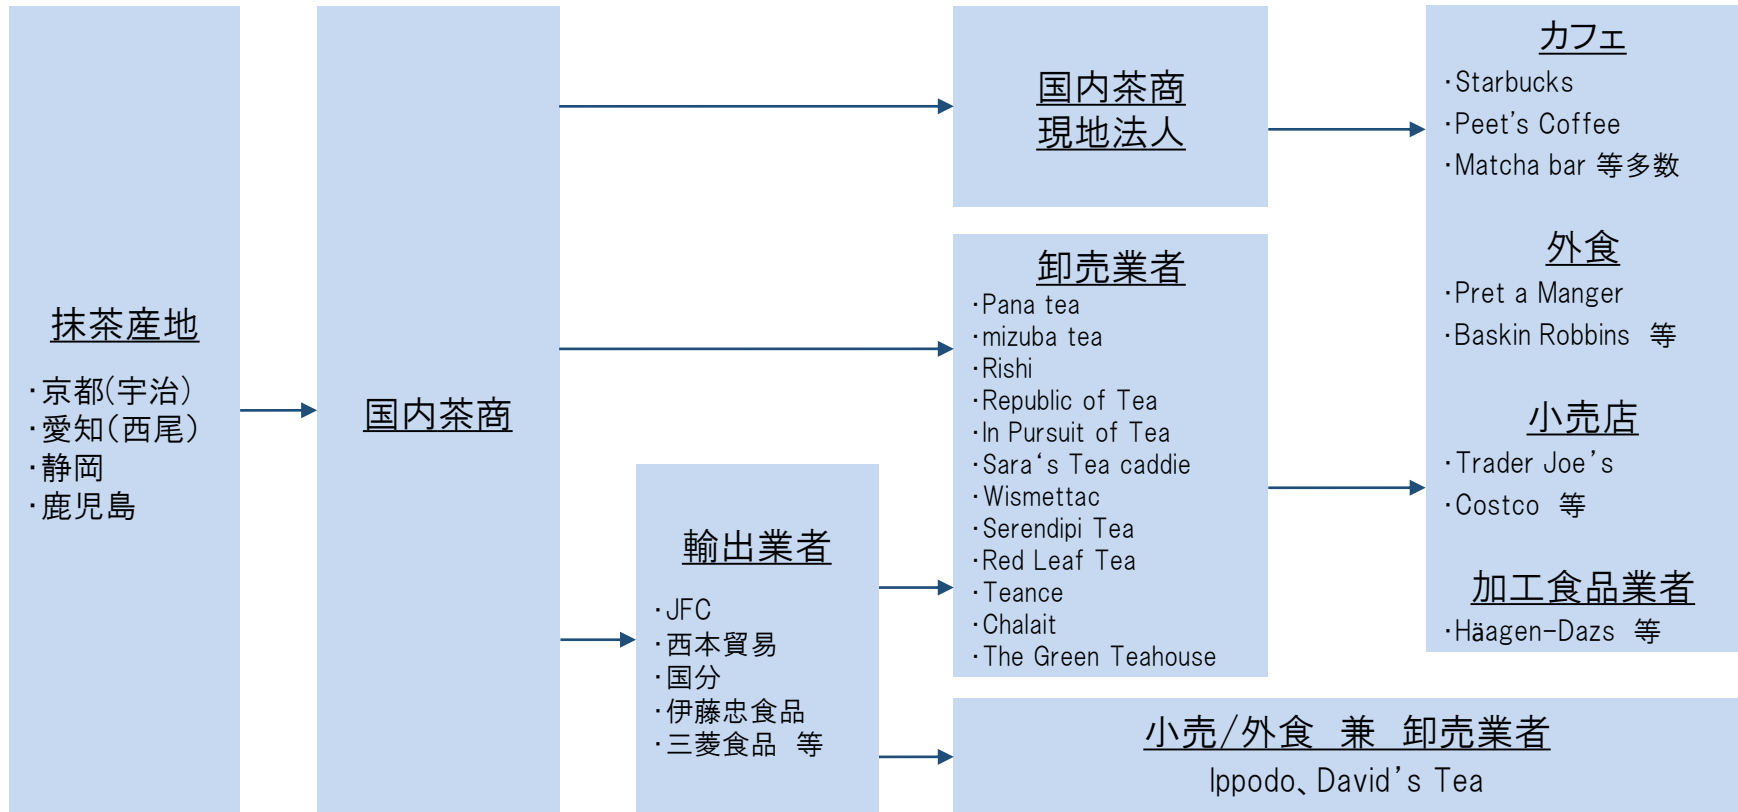 抹茶産地
・京都(宇治)
・愛知(西尾)
・静岡
・鹿児島
国内茶商
輸出業者
・JFC
・西本貿易
・国分
・伊藤忠食品
・三菱食品　等
国内茶商
現地法人
卸売業者
・Pana tea
・mizuba tea
・Rishi
・Republic of Tea
・In Pursuit of Tea
・Sara‘s Tea caddie
・Wismettac
・Serendipi Tea
・Red Leaf Tea
・Teance
・Chalait
・The Green Teahouse
小売/外食　兼　卸売業者
Ippodo、David’s Tea
カフェ
・Starbucks
・Peet’s Coffee
・Matcha bar 等多数
外食
・Pret a Manger
・Baskin Robbins　等
小売店
・Trader Joe’s
・Costco　等
加工食品業者
・Häagen-Dazs　等